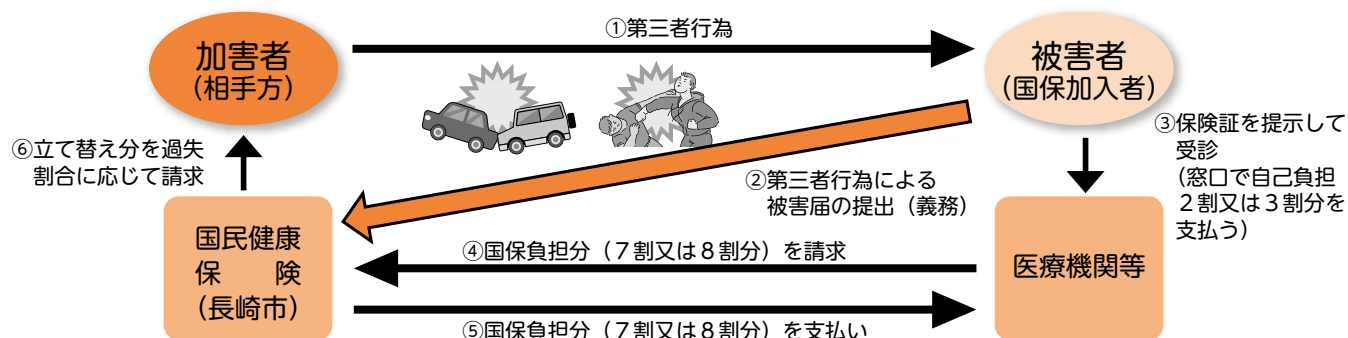 ①第三者行為
加害者
（相手方）
被害者
（国保加入者）
③保険証を提示して
受診
（窓口で自己負担
２割又は３割分を
支払う）
⑥立て替え分を過失
割合に応じて請求
②第三者行為による
被害届の提出（義務）
国民健康
保　　険
（長崎市）
④国保負担分（７割又は８割分）を請求
医療機関等
⑤国保負担分（７割又は８割分）を支払い